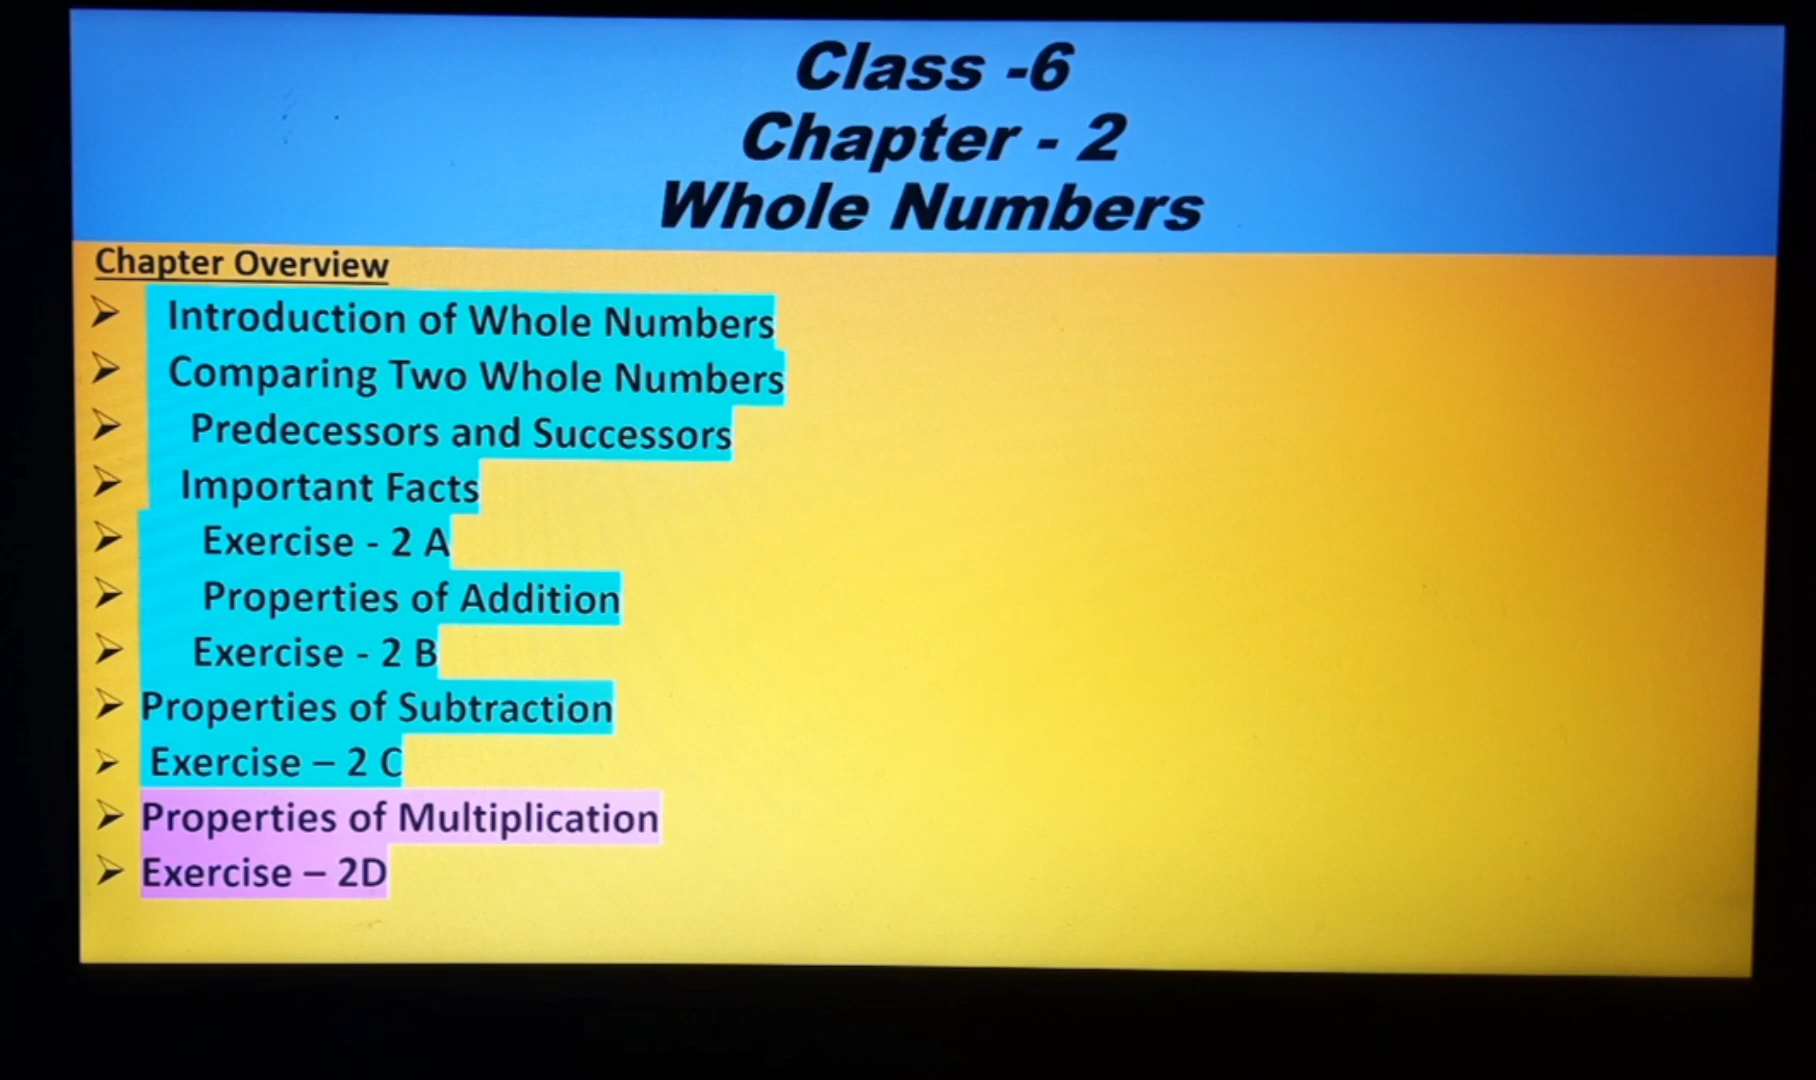 Class -6
Chapter - 2
Whole Numbers
Chapter Overview
Introduction of Whole Numbers
Comparing Two Whole Numbers
Predecessors and Successors
Important Facts
Exercise - 2 A
Properties of Addition
Exercise - 2 B
Properties of Subtraction
Exercise – 2 C
Properties of Multiplication
Exercise – 2D